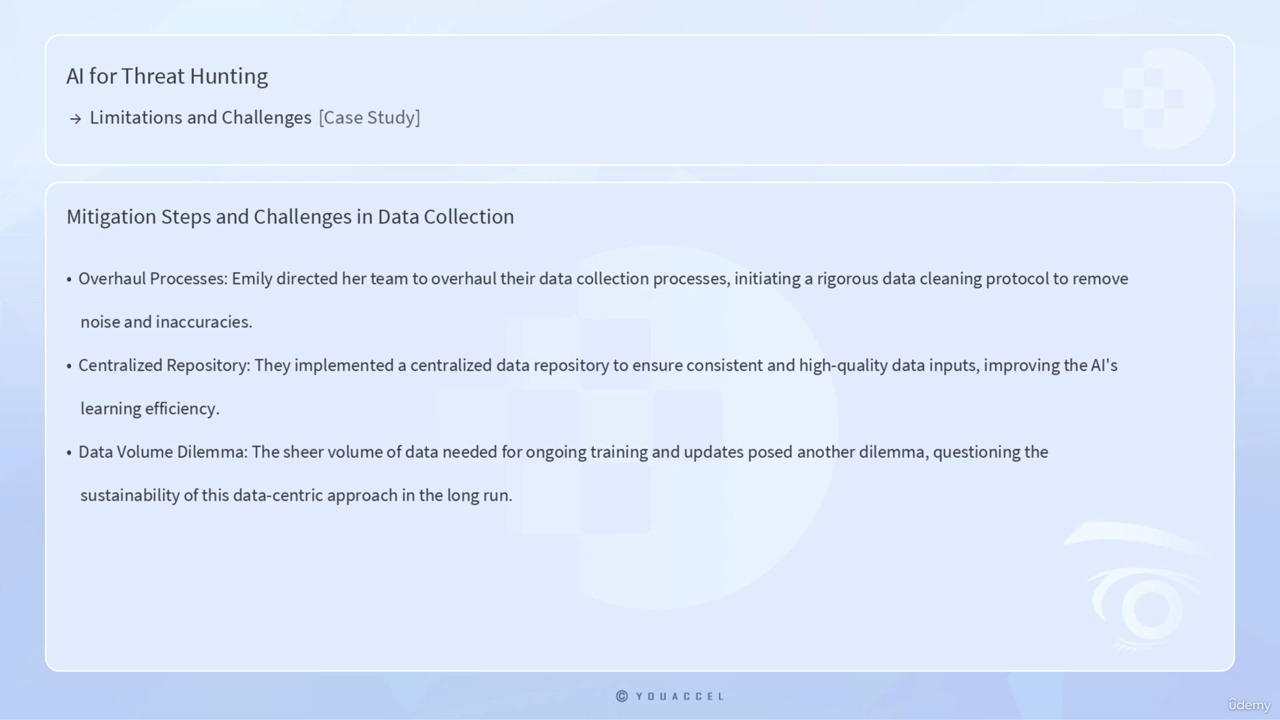 AI for Threat Hunting
→ Limitations and Challenges [Case Study]
Mitigation Steps and Challenges in Data Collection
• Overhaul Processes: Emily directed her team to overhaul their data collection processes, initiating a rigorous data cleaning protocol to remove
noise and inaccuracies.
• Centralized Repository: They implemented a centralized data repository to ensure consistent and high-quality data inputs, improving the AI's
learning efficiency.
• Data Volume Dilemma: The sheer volume of data needed for ongoing training and updates posed another dilemma, questioning the
sustainability of this data-centric approach in the long run.
© YOUACCEL
ûdemy